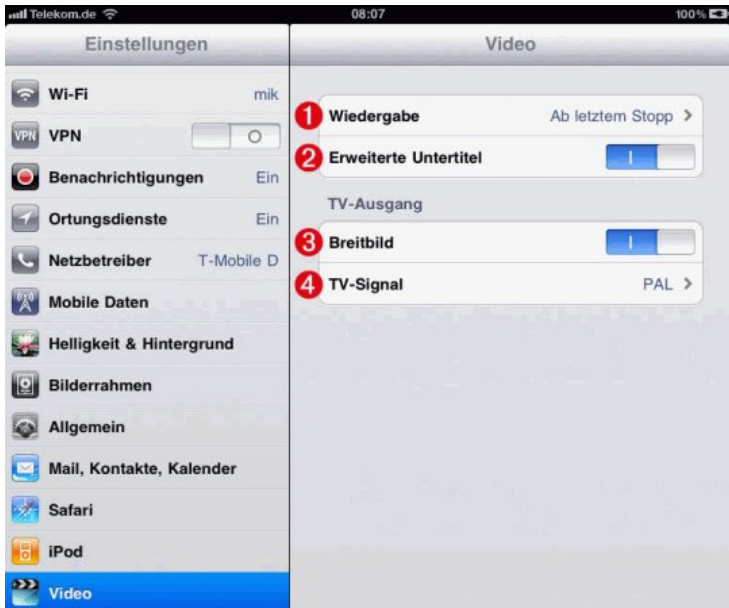 Telekom.de 08:07 100%
Einstellungen
Wi-Fi mik
VPN VPN
Benachrichtigungen Ein
Ortungsdienste Ein
Netzbetreiber T-Mobile D
Mobile Daten
Helligkeit & Hintergrund
Bilderrahmen
Allgemein
Mail, Kontakte, Kalender
Safari
iPod
Video
Video
1 Wiedergabe Ab letztem Stopp
2 Erweiterte Untertitel
TV-Ausgang
3 Breitbild
4 TV-Signal PAL